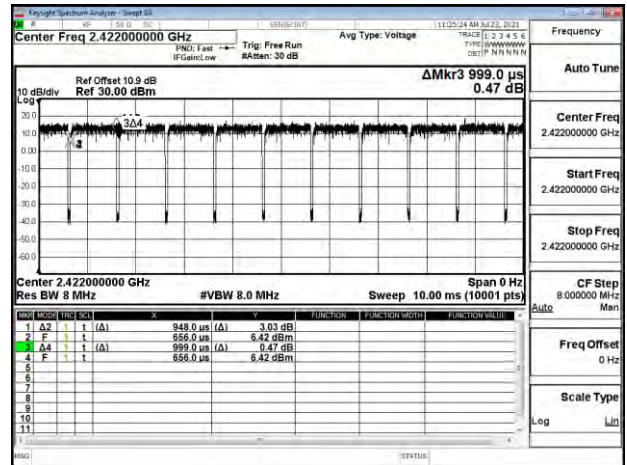 Keysight Spectrum Analyzer - Swept SA
RF 50 Ω DC SENSE:INT 11:25:24 AM Jul 23, 2021
Center Freq 2.422000000 GHz
PNO: Fast
IFGain:Low
Trig: Free Run
#Atten: 30 dB
Avg Type: Voltage
TRACE 1 2 3 4 5 6
TYPE WWWWWW
DET P N N N N N
Ref Offset 10.9 dB
10 dB/div Ref 30.00 dBm
Log
ΔMkr3 999.0 µs
0.47 dB
20.0
10.0
0.00
-10.0
-20.0
-30.0
-40.0
-50.0
-60.0
3Δ4
Center 2.422000000 GHz Span 0 Hz
Res BW 8 MHz #VBW 8.0 MHz Sweep 10.00 ms (10001 pts)
MKR MODE TRC SCL X Y FUNCTION FUNCTION WIDTH FUNCTION VALUE
1 Δ2 1 t (Δ) 948.0 µs (Δ) 3.03 dB
2 F 1 t 656.0 µs 6.42 dBm
3 Δ4 1 t (Δ) 999.0 µs (Δ) 0.47 dB
4 F 1 t 656.0 µs 6.42 dBm
5
6
7
8
9
10
11
MSG STATUS
Frequency
Auto Tune
Center Freq
2.422000000 GHz
Start Freq
2.422000000 GHz
Stop Freq
2.422000000 GHz
CF Step
8.000000 MHz
Auto Man
Freq Offset
0 Hz
Scale Type
Log Lin